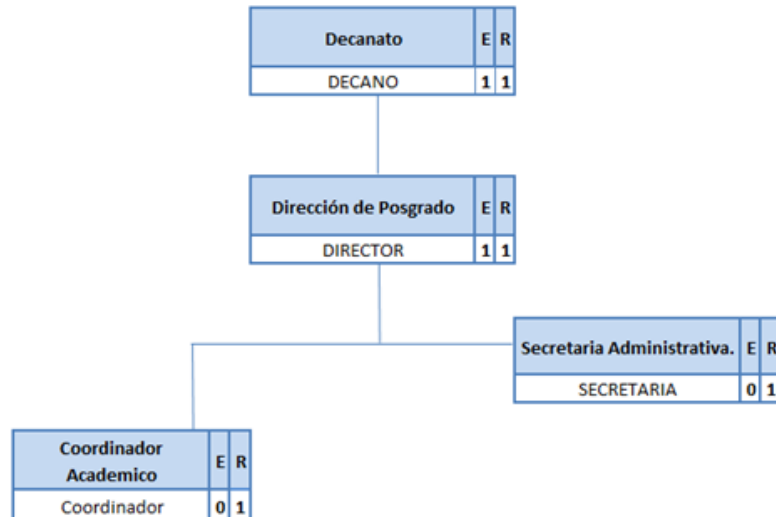 Decanato E R
DECANO 1 1
Dirección de Posgrado E R
DIRECTOR 1 1
Secretaria Administrativa. E R
SECRETARIA 0 1
Coordinador
Academico E R
Coordinador 0 1